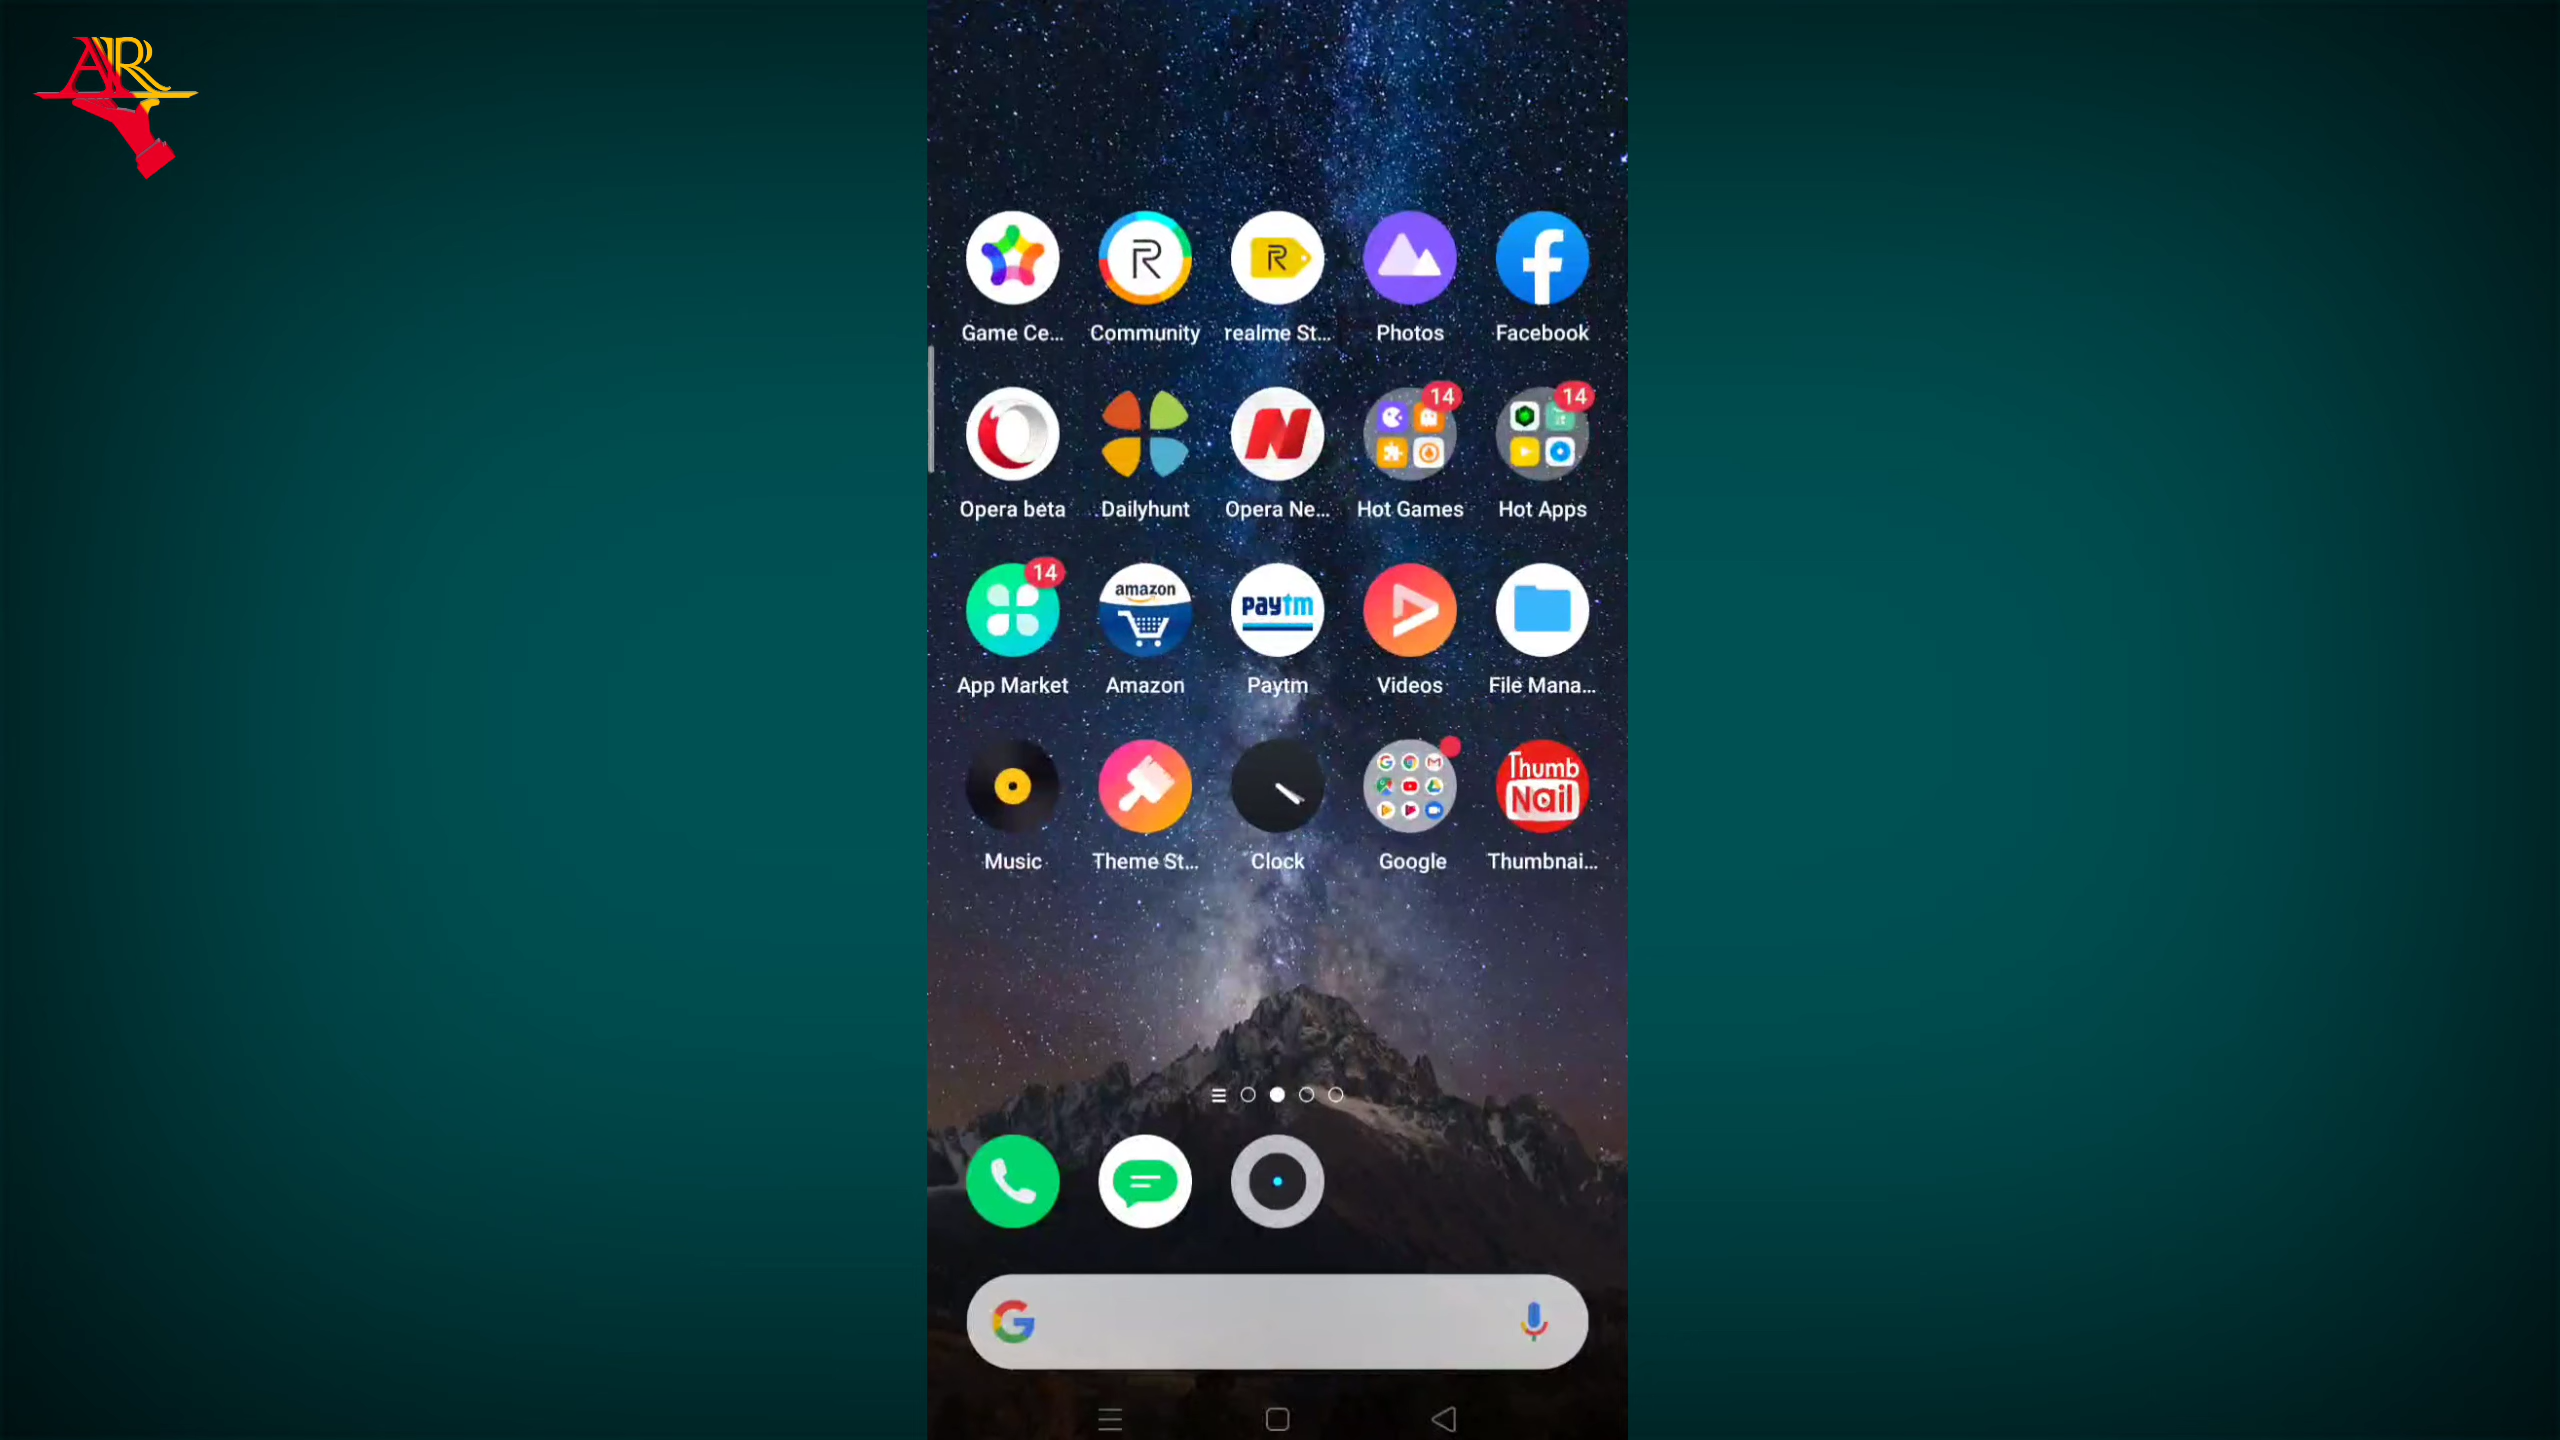 AR
Game Ce...
Community
realme St...
Photos
Facebook
14
14
Opera beta
Dailyhunt
Opera Ne...
Hot Games
Hot Apps
14
amazon
paytm
App Market
Amazon
Paytm
Videos
File Mana...
Thumb
Nail
Music
Theme St...
Clock
Google
Thumbnai...